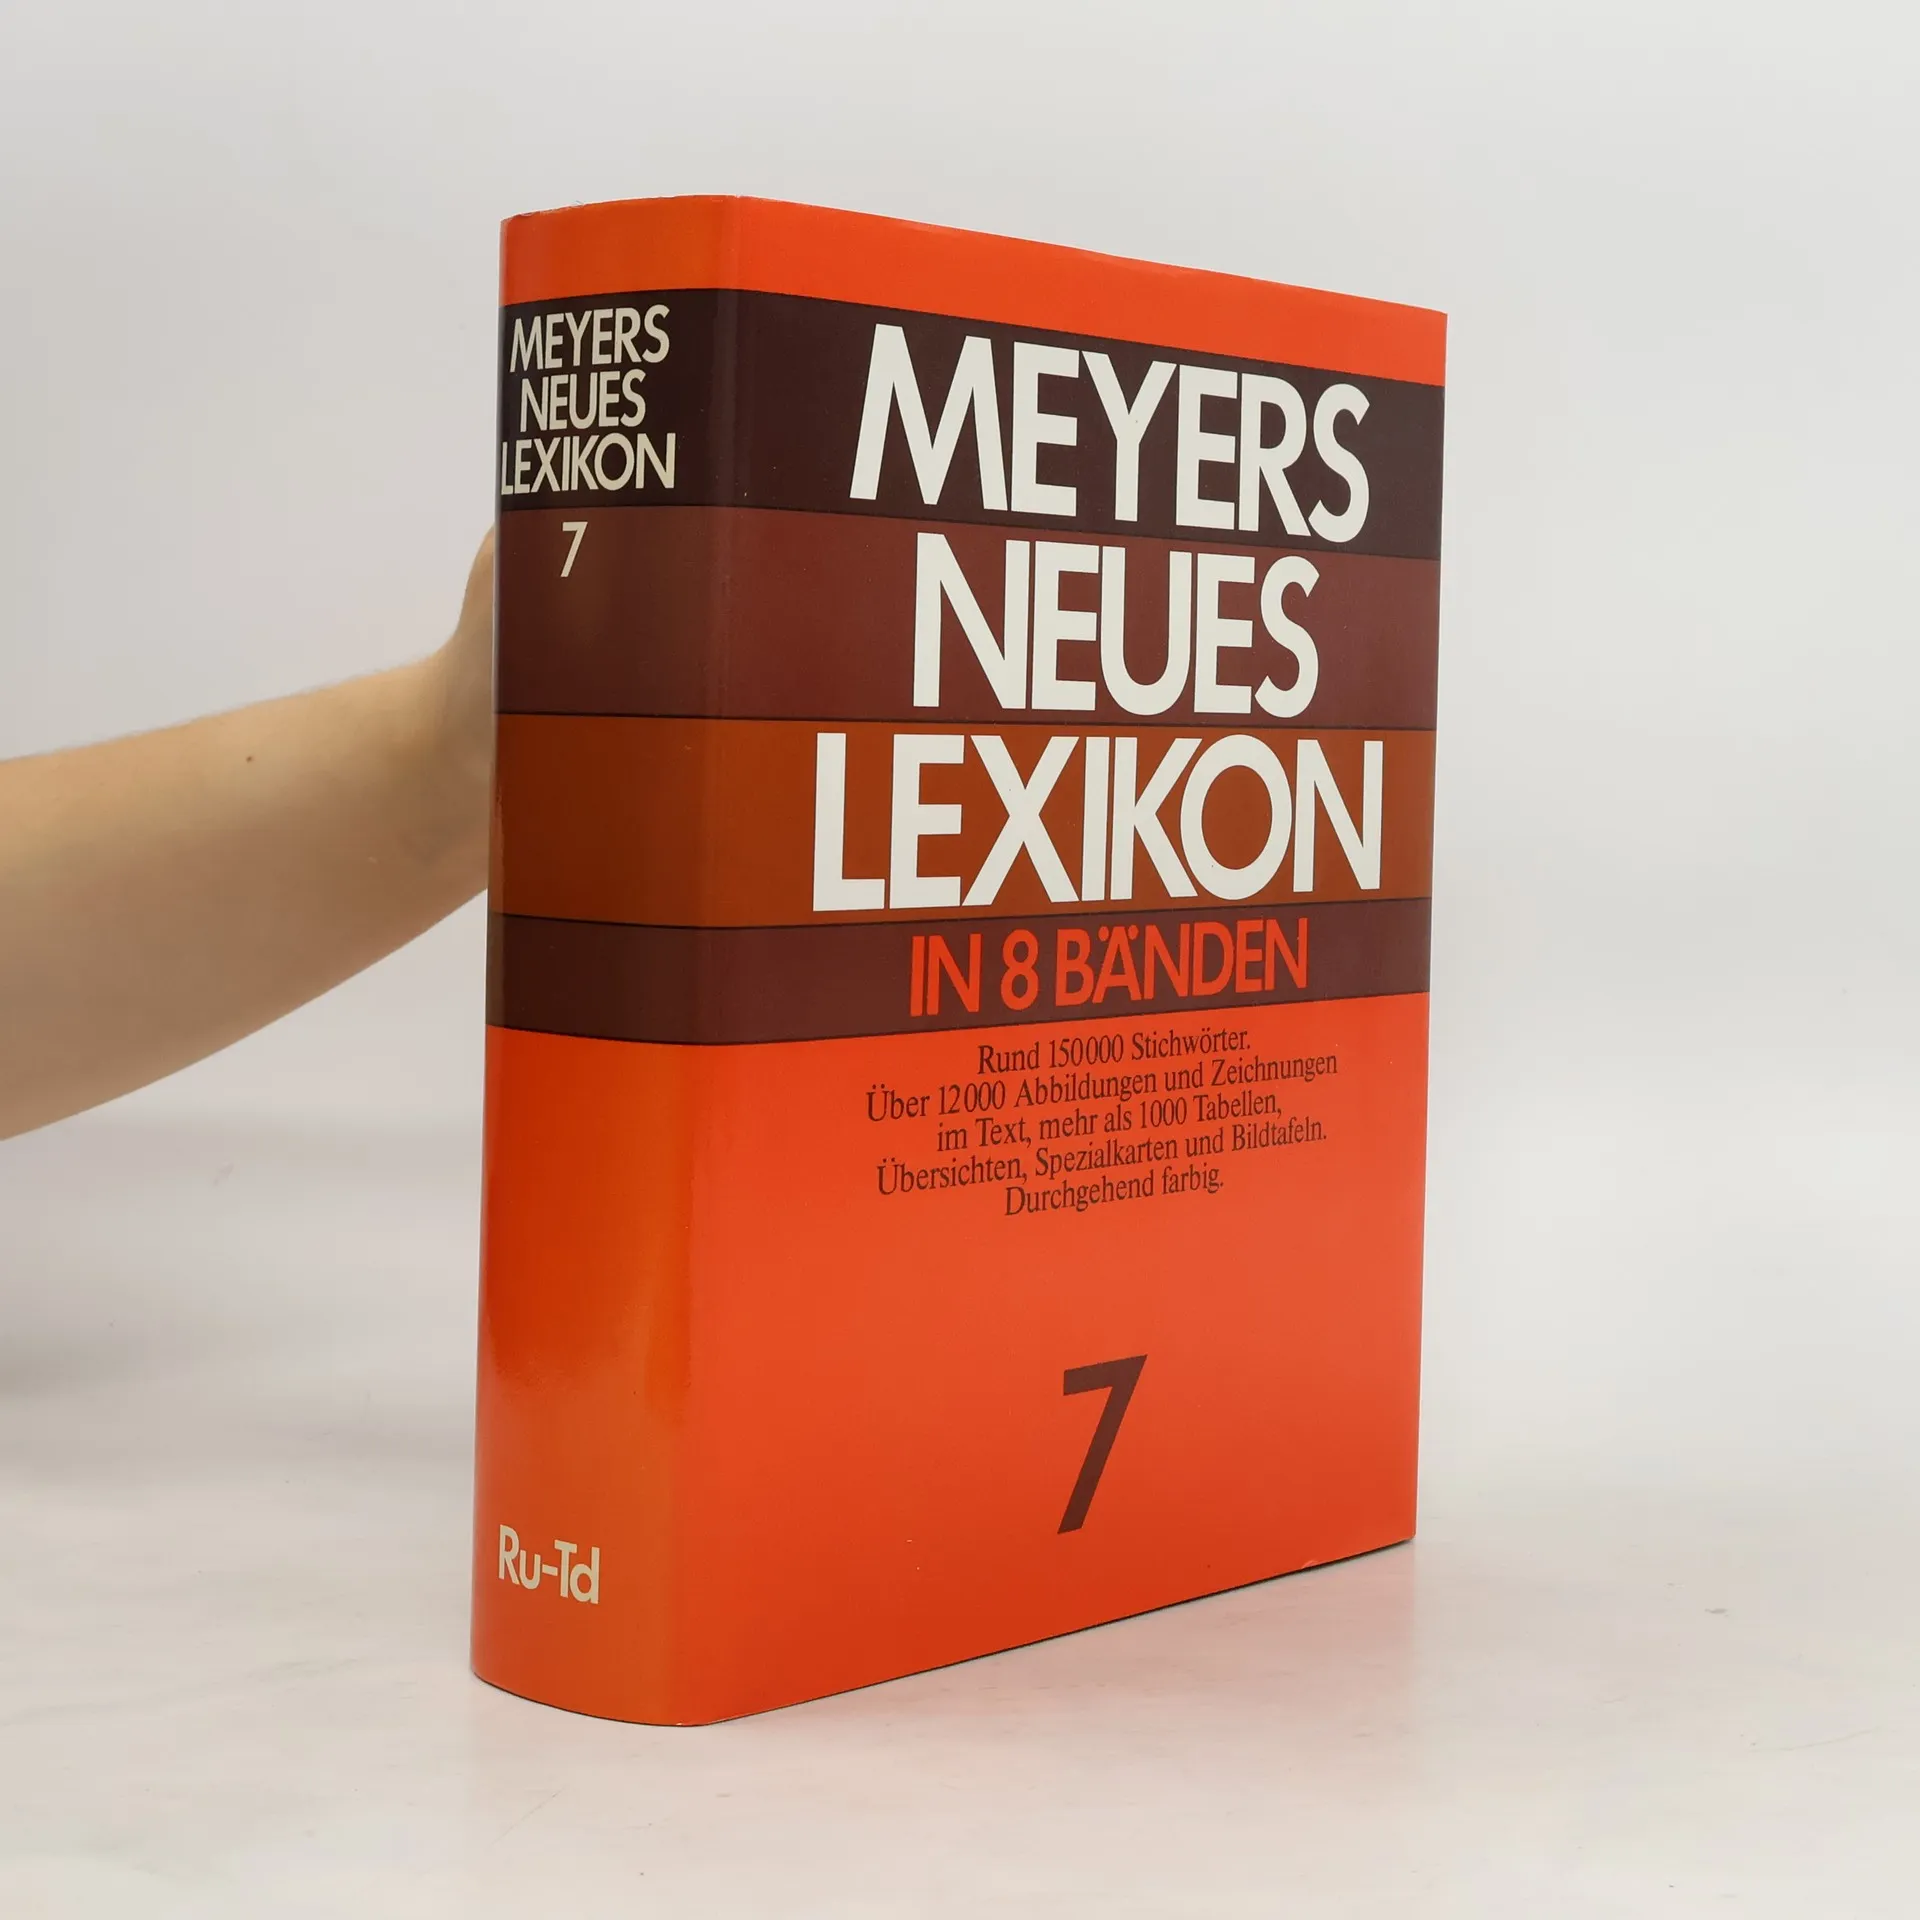 MEYERS
NEUES
LEXIKON
7
Ru-Td
MEYERS
NEUES
LEXIKON
IN 8 BÄNDEN
Rund 150000 Stichwörter.
Über 12000 Abbildungen und Zeichnungen
im Text, mehr als 1000 Tabellen,
Übersichten, Spezialkarten und Bildtafeln.
Durchgehend farbig.
7